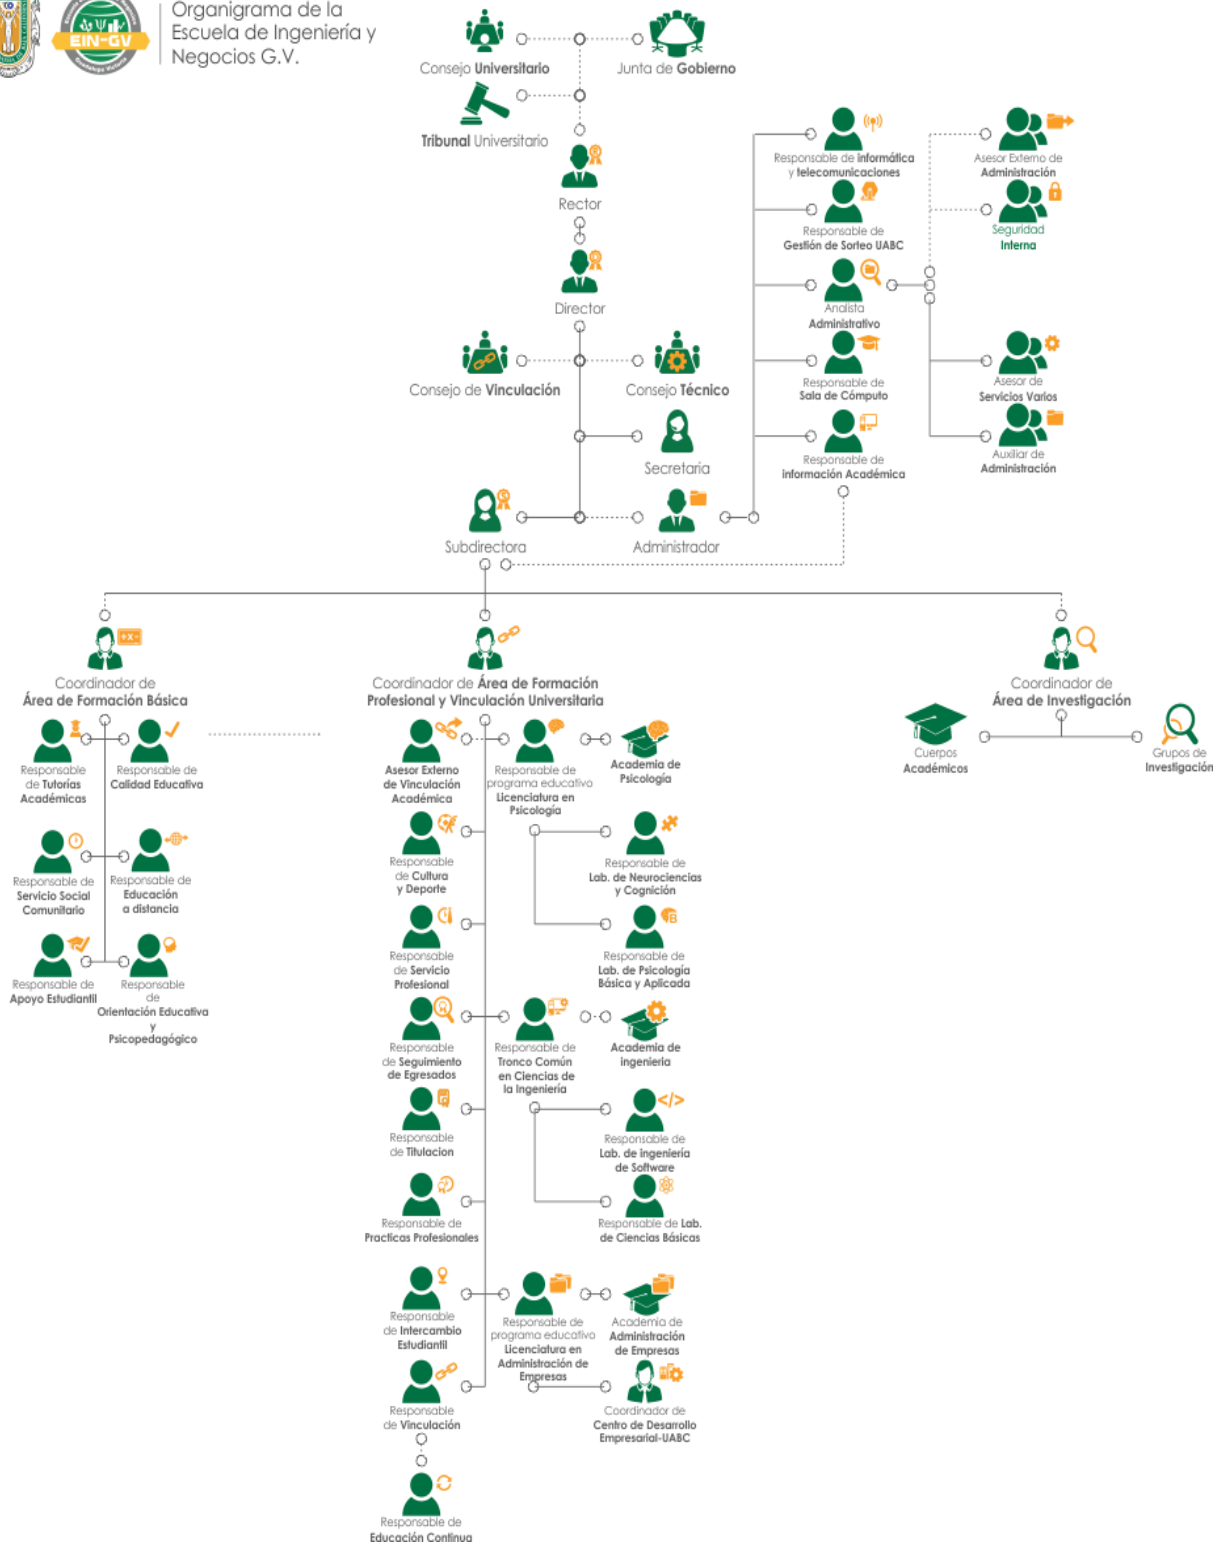 Organigrama de la
Escuela de Ingeniería y
Negocios G.V.
EIN-GV
Guadalupe Victoria
Consejo Universitario
Junta de Gobierno
Tribunal Universitario
Rector
Director
Consejo de Vinculación
Consejo Técnico
Secretaria
Subdirectora
Administrador
Responsable de informática
y telecomunicaciones
Responsable de
Gestión de Sorteo UABC
Analista
Administrativo
Responsable de
Sala de Cómputo
Responsable de
información Académica
Asesor Externo de
Administración
Seguridad
Interna
Asesor de
Servicios Varios
Auxiliar de
Administración
Coordinador de
Área de Formación Básica
Responsable
de Tutorías
Académicas
Responsable de
Calidad Educativa
Responsable de
Servicio Social
Comunitario
Responsable de
Educación
a distancia
Responsable de
Apoyo Estudiantil
Responsable
de
Orientación Educativa
y
Psicopedagógico
Coordinador de Área de Formación
Profesional y Vinculación Universitaria
Asesor Externo
de Vinculación
Académica
Responsable de
programa educativo
Licenciatura en
Psicología
Academia de
Psicología
Responsable
de Cultura
y Deporte
Responsable de
Lab. de Neurociencias
y Cognición
Responsable
de Servicio
Profesional
Responsable de
Lab. de Psicología
Básica y Aplicada
Responsable
de Seguimiento
de Egresados
Responsable de
Tronco Común
en Ciencias de
la Ingeniería
Academia de
ingenieria
Responsable
de Titulacion
Responsable de
Lab. de ingeniería
de Software
Responsable de
Practicas Profesionales
Responsable de Lab.
de Ciencias Básicas
Responsable
de Intercambio
Estudiantil
Responsable de
programa educativo
Licenciatura en
Administración de
Empresas
Academia de
Administración
de Empresas
Responsable
de Vinculación
Coordinador de
Centro de Desarrollo
Empresarial-UABC
Responsable de
Educación Continua
Coordinador de
Área de Investigación
Cuerpos
Académicos
Grupos de
Investigación